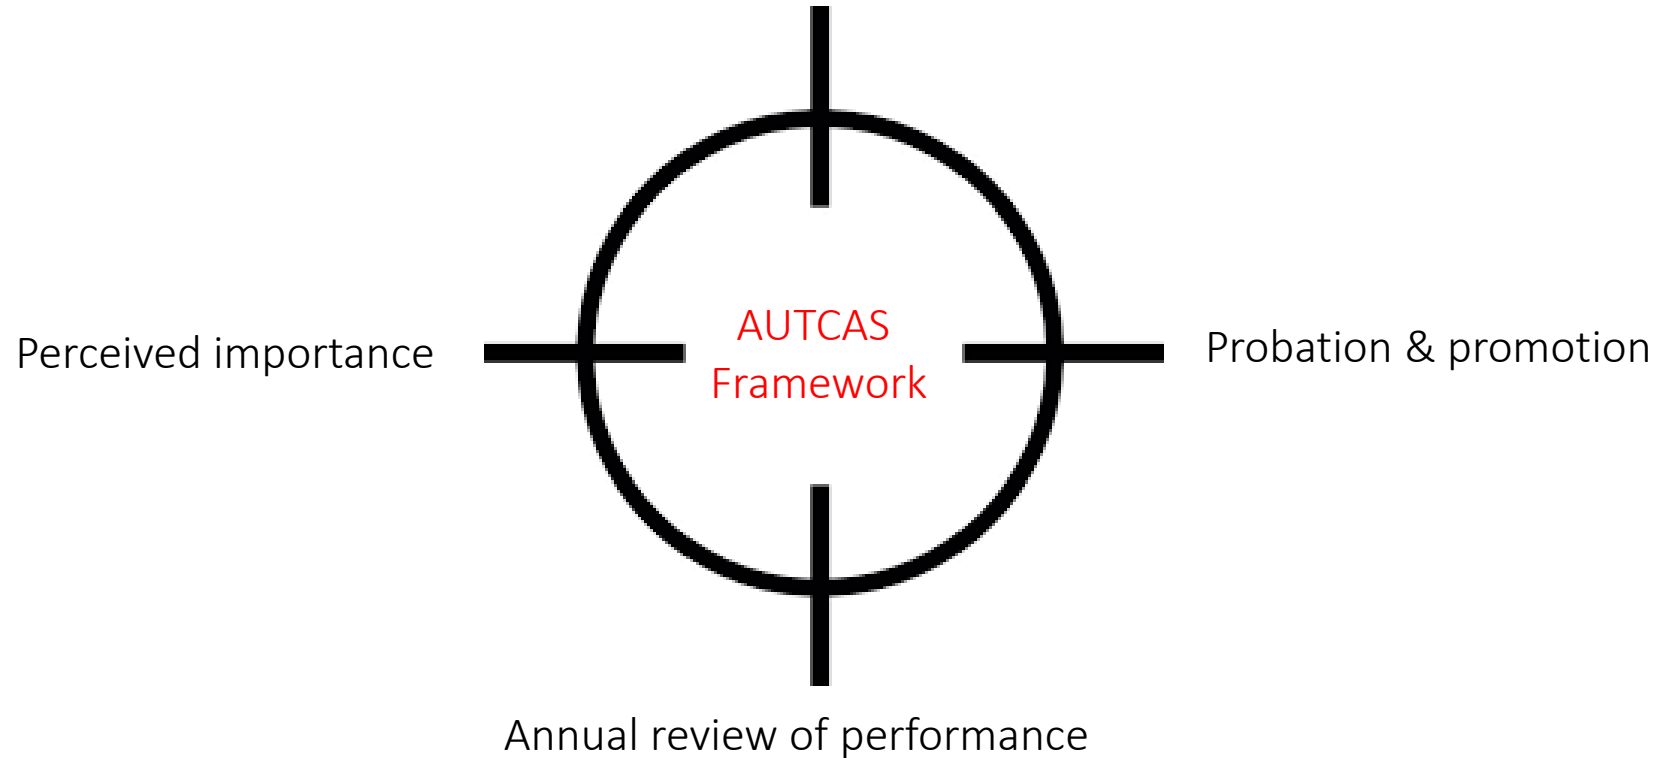 AUTCAS
Framework
Perceived importance
Probation & promotion
Annual review of performance